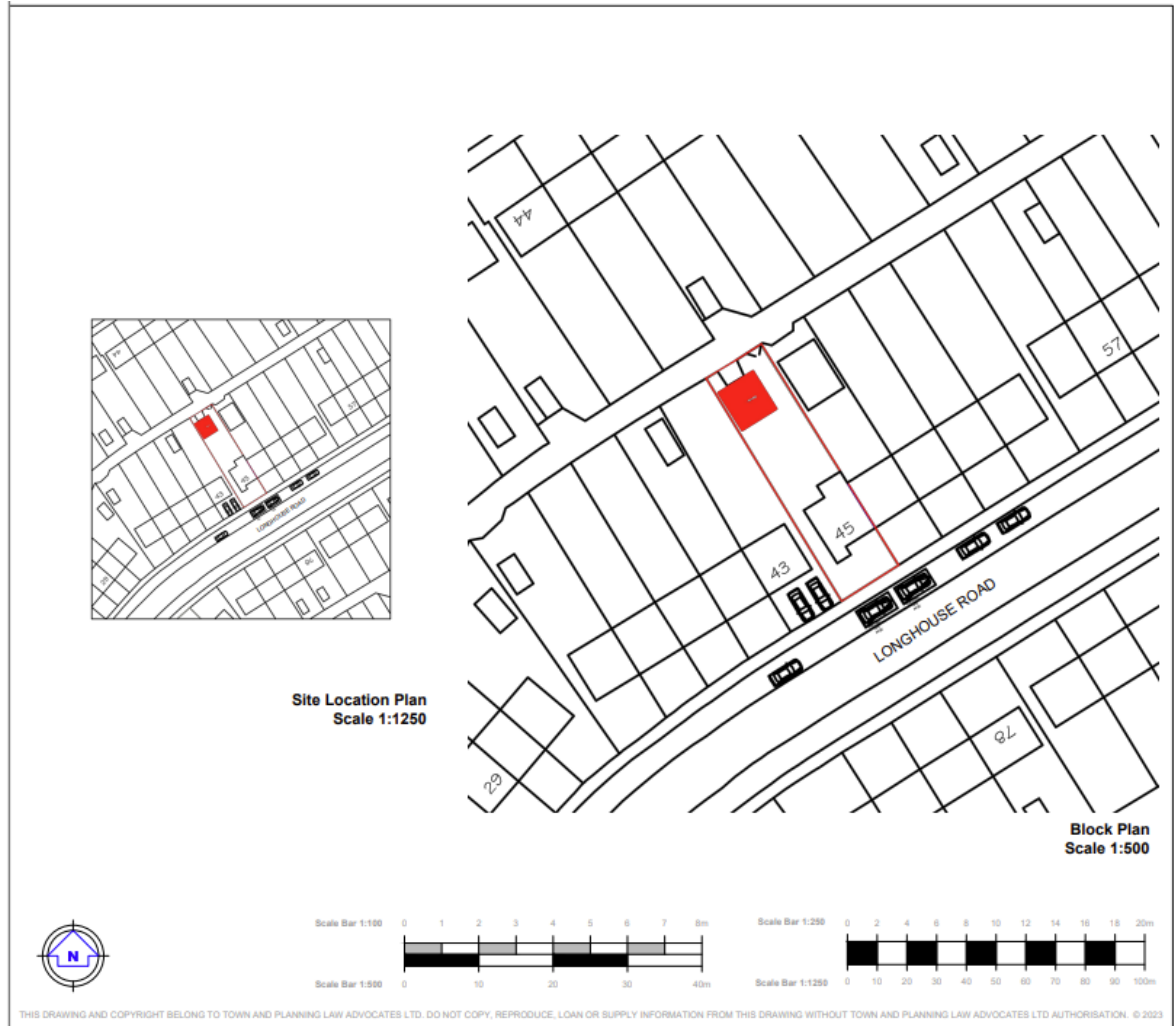 44
57
45
43
LONGHOUSE ROAD
78
29
44
57
45
43
LONGHOUSE ROAD
29
Site Location Plan
Scale 1:1250
Block Plan
Scale 1:500
N
Scale Bar 1:100 0 1 2 3 4 5 6 7 8m
Scale Bar 1:500 0 10 20 30 40m
Scale Bar 1:250 0 2 4 6 8 10 12 14 16 18 20m
Scale Bar 1:1250 0 10 20 30 40 50 60 70 80 90 100m
THIS DRAWING AND COPYRIGHT BELONG TO TOWN AND PLANNING LAW ADVOCATES LTD. DO NOT COPY, REPRODUCE, LOAN OR SUPPLY INFORMATION FROM THIS DRAWING WITHOUT TOWN AND PLANNING LAW ADVOCATES LTD AUTHORISATION. © 2023